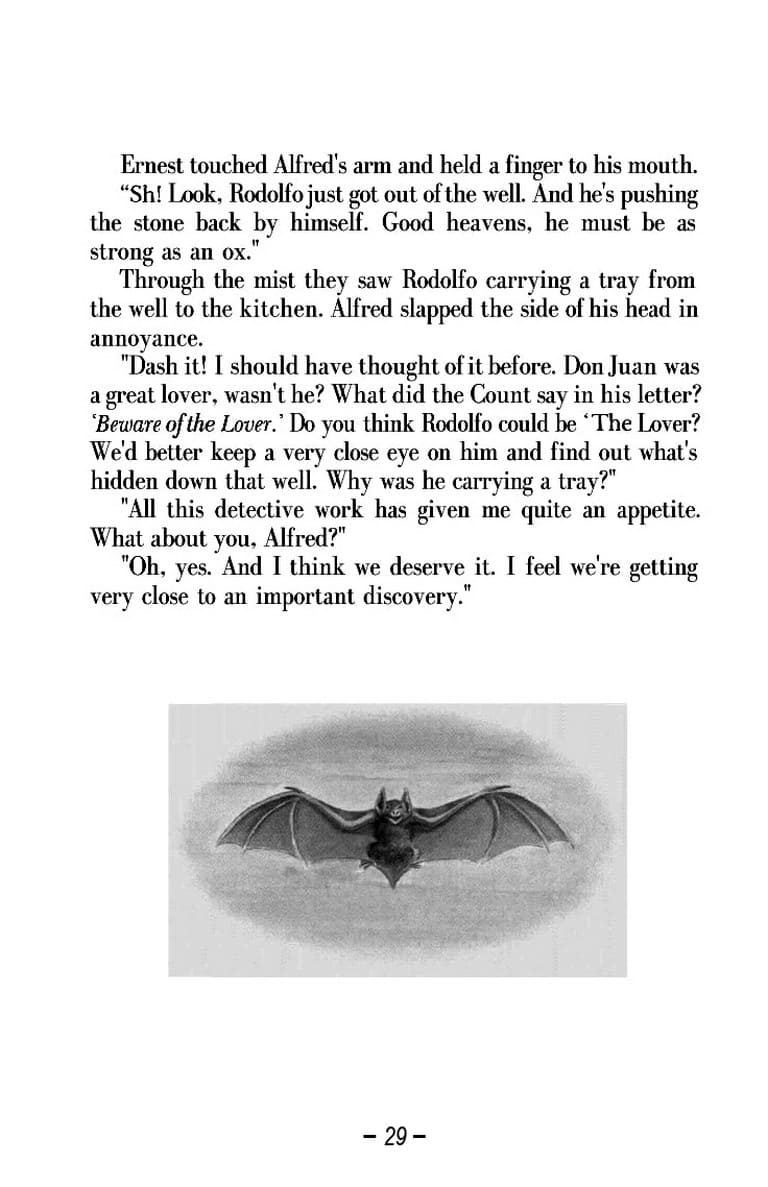 Ernest touched Alfred's arm and held a finger to his mouth.
“Sh! Look, Rodolfo just got out of the well. And he's pushing
the stone back by himself. Good heavens, he must be as
strong as an ox."
Through the mist they saw Rodolfo carrying a tray from
the well to the kitchen. Alfred slapped the side of his head in
annoyance.
"Dash it! I should have thought of it before. Don Juan was
a great lover, wasn't he? What did the Count say in his letter?
‘Beware of the Lover.’ Do you think Rodolfo could be ‘The Lover?
We'd better keep a very close eye on him and find out what's
hidden down that well. Why was he carrying a tray?"
"All this detective work has given me quite an appetite.
What about you, Alfred?"
"Oh, yes. And I think we deserve it. I feel we're getting
very close to an important discovery."
– 29 –